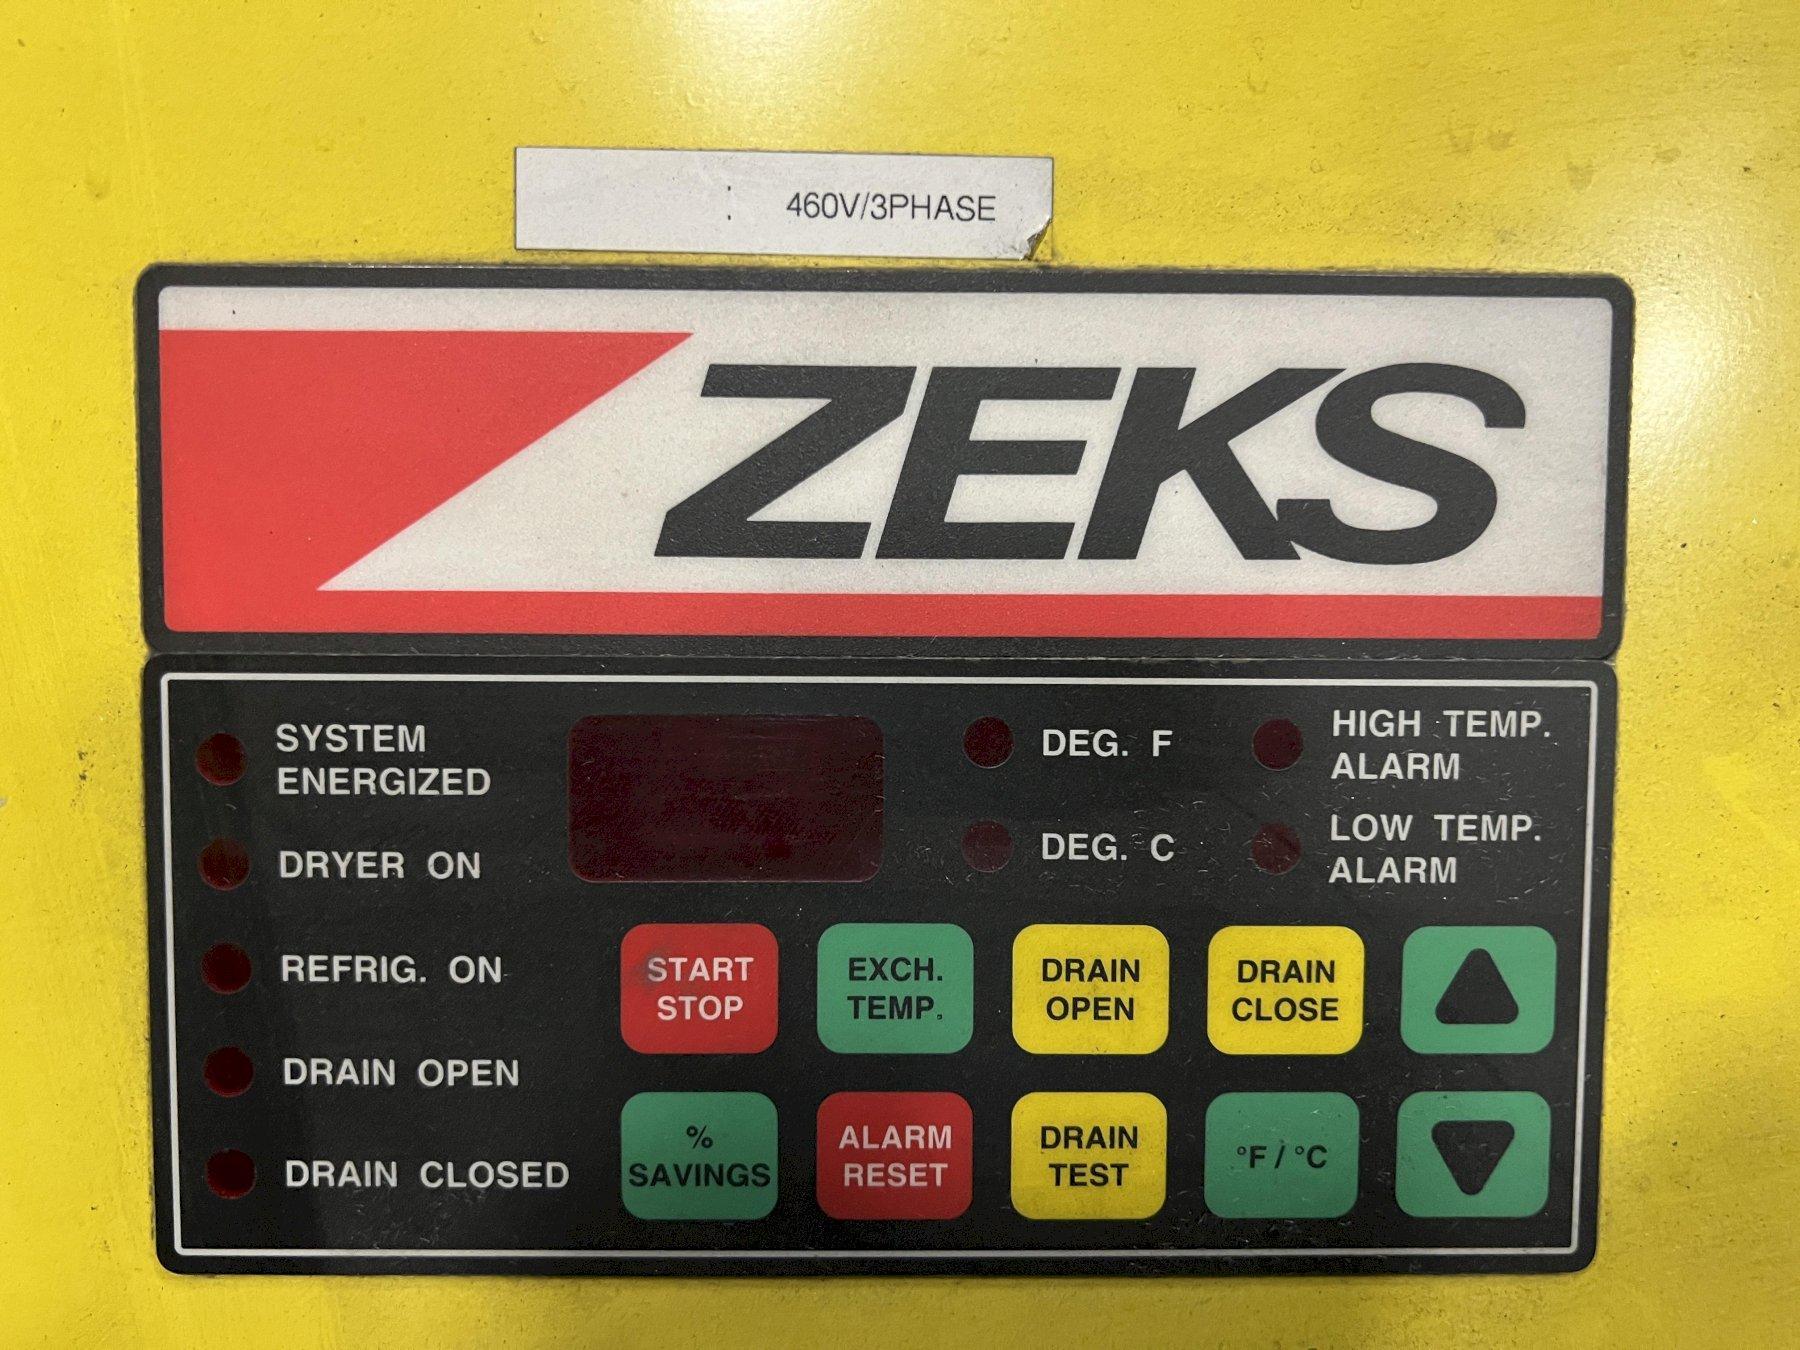 : 460V/3PHASE
ZEKS
SYSTEM
ENERGIZED
DRYER ON
REFRIG. ON
DRAIN OPEN
DRAIN CLOSED
DEG. F
DEG. C
HIGH TEMP.
ALARM
LOW TEMP.
ALARM
START
STOP
EXCH.
TEMP.
DRAIN
OPEN
DRAIN
CLOSE
%
SAVINGS
ALARM
RESET
DRAIN
TEST
°F / °C